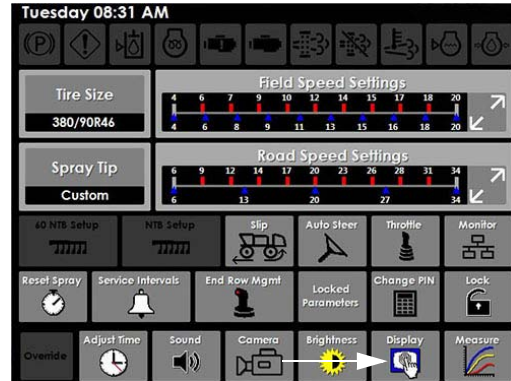 Tuesday 08:31 AM
(P)
Tire Size
380/90R46
Field Speed Settings
4 6 7 9 10 12 14 15 17 18 20
4 6 8 9 11 13 15 16 18 20
Spray Tip
Custom
Road Speed Settings
6 9 12 14 17 20 23 26 28 31 34
6 13 20 27 34
60 NTB Setup
NTB Setup
Slip
Auto Steer
Throttle
Monitor
Reset Spray
Service Intervals
End Row Mgmt
Locked
Parameters
Change PIN
Lock
Override
Adjust Time
Sound
Camera
Brightness
Display
Measure